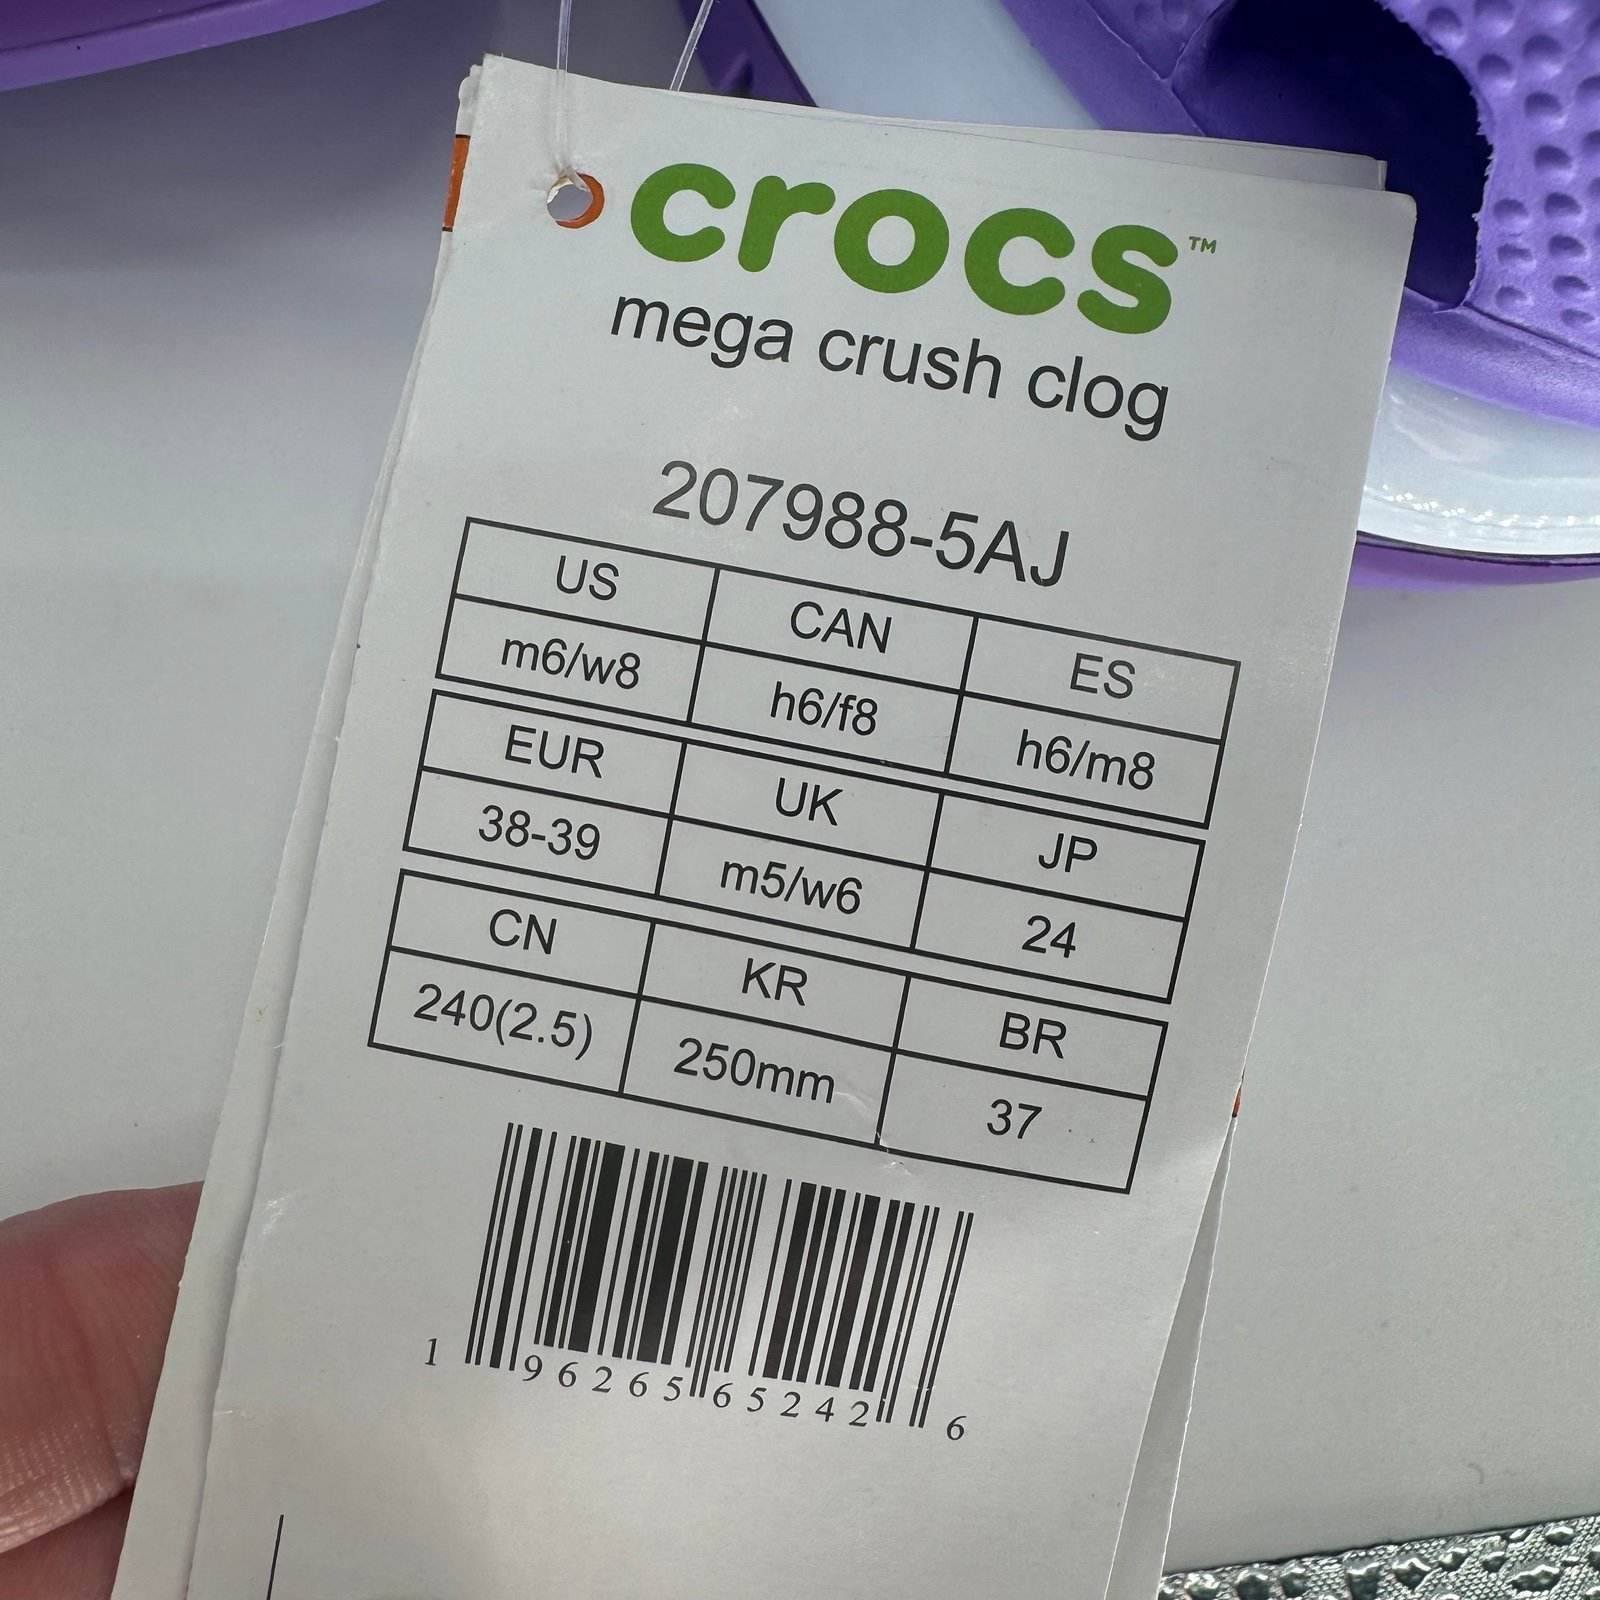 crocs™
mega crush clog
207988-5AJ
US CAN ES
m6/w8 h6/f8 h6/m8
EUR UK JP
38-39 m5/w6 24
CN KR BR
240(2.5) 250mm 37
1 96265 65242 6